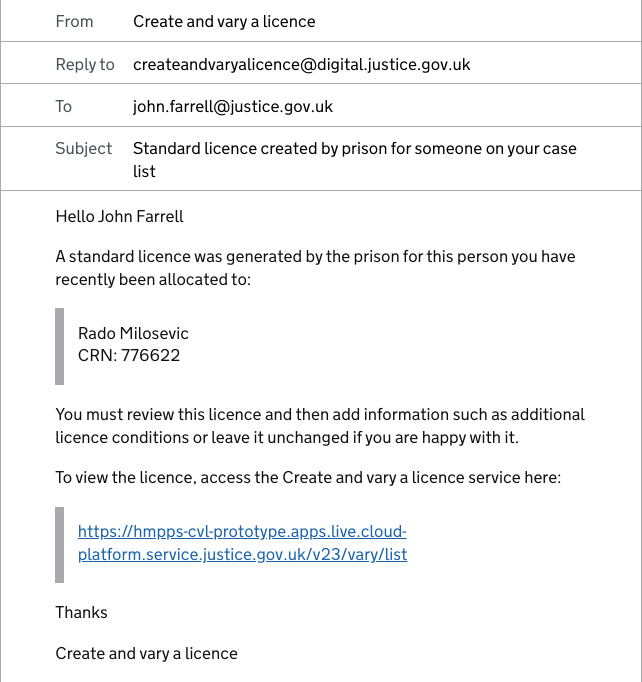 From Create and vary a licence
Reply to createandvaryalicence@digital.justice.gov.uk
To john.farrell@justice.gov.uk
Subject Standard licence created by prison for someone on your case
list
Hello John Farrell
A standard licence was generated by the prison for this person you have
recently been allocated to:
Rado Milosevic
CRN: 776622
You must review this licence and then add information such as additional
licence conditions or leave it unchanged if you are happy with it.
To view the licence, access the Create and vary a licence service here:
https://hmpps-cvl-prototype.apps.live.cloud-
platform.service.justice.gov.uk/v23/vary/list
Thanks
Create and vary a licence